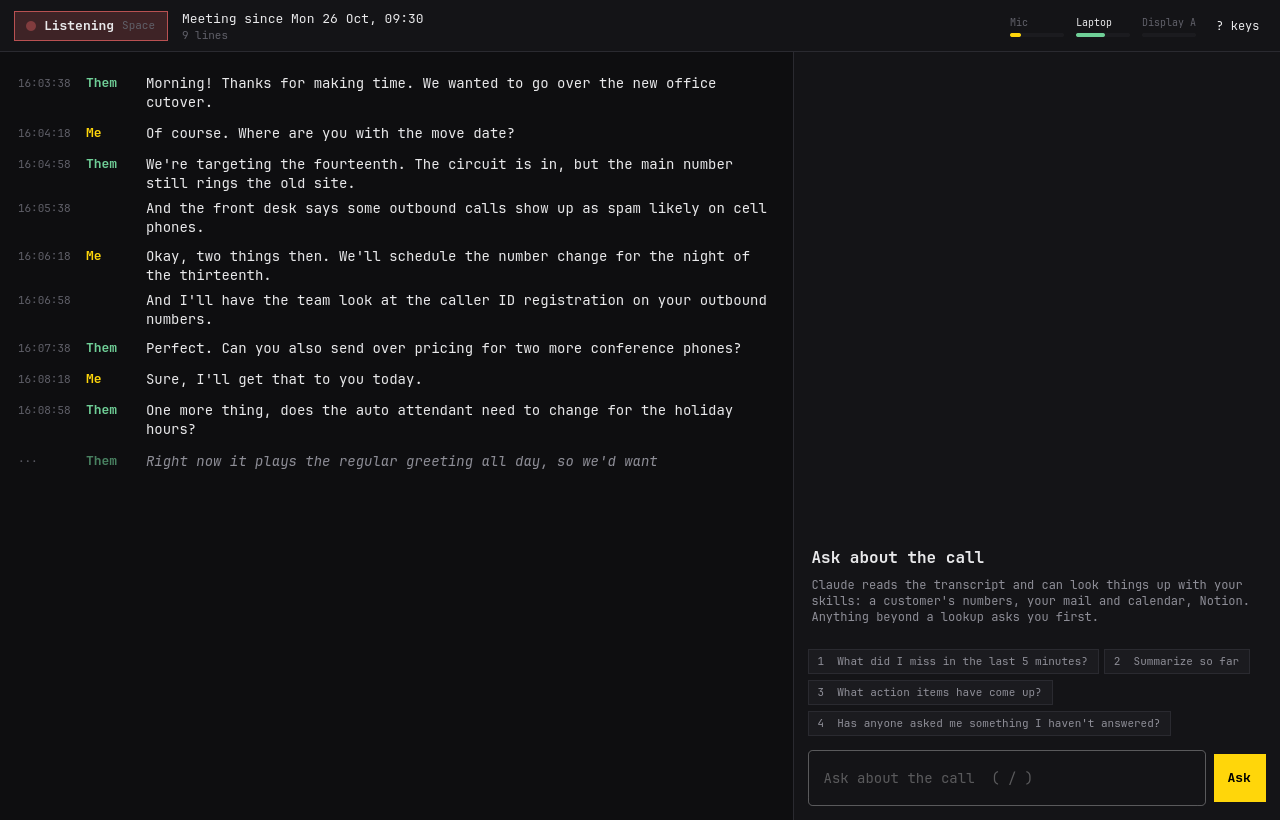 Listening Space
Meeting since Mon 26 Oct, 09:30
9 lines
Mic
Laptop
Display A
? keys
16:03:38 Them Morning! Thanks for making time. We wanted to go over the new office
cutover.
16:04:18 Me Of course. Where are you with the move date?
16:04:58 Them We're targeting the fourteenth. The circuit is in, but the main number
still rings the old site.
16:05:38 And the front desk says some outbound calls show up as spam likely on cell
phones.
16:06:18 Me Okay, two things then. We'll schedule the number change for the night of
the thirteenth.
16:06:58 And I'll have the team look at the caller ID registration on your outbound
numbers.
16:07:38 Them Perfect. Can you also send over pricing for two more conference phones?
16:08:18 Me Sure, I'll get that to you today.
16:08:58 Them One more thing, does the auto attendant need to change for the holiday
hours?
... Them Right now it plays the regular greeting all day, so we'd want
Ask about the call
Claude reads the transcript and can look things up with your
skills: a customer's numbers, your mail and calendar, Notion.
Anything beyond a lookup asks you first.
1 What did I miss in the last 5 minutes?
2 Summarize so far
3 What action items have come up?
4 Has anyone asked me something I haven't answered?
Ask about the call ( / )
Ask